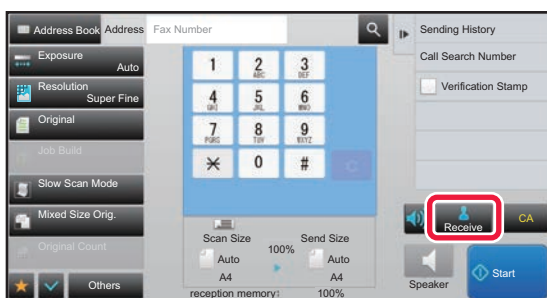 Address Book
Address
Fax Number
Sending History
Call Search Number
Verification Stamp
Exposure
Auto
Resolution
Super Fine
Original
Job Build
Slow Scan Mode
Mixed Size Orig.
Original Count
Others
1
2
ABC
3
DEF
4
GHI
5
JKL
6
MNO
7
PQRS
8
TUV
9
WXYZ
0
#
C
Scan Size
100%
Send Size
Auto
Auto
A4
A4
reception memory:
100%
Receive
CA
Speaker
Start